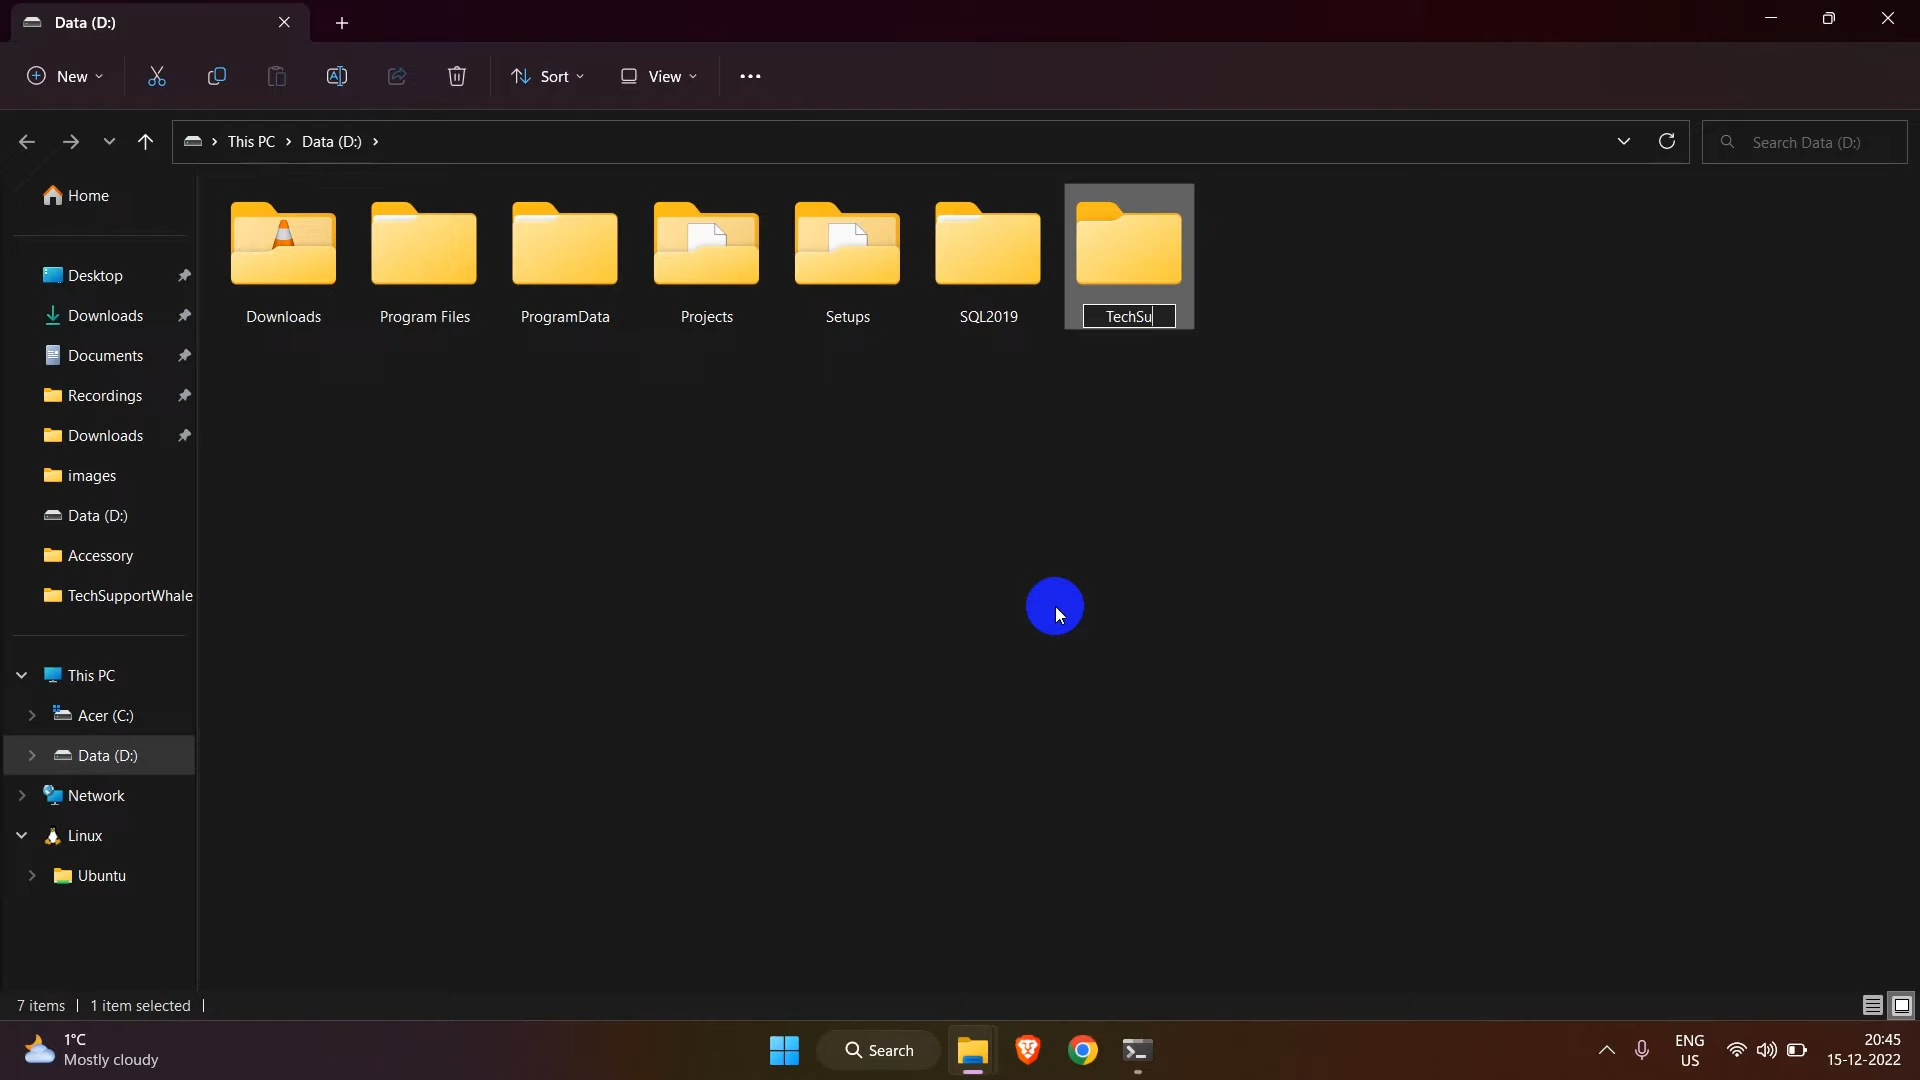 Data (D:)
New
Sort
View
This PC
Data (D:)
Search Data (D:)
Home
Desktop
Downloads
Documents
Recordings
Downloads
images
Data (D:)
Accessory
TechSupportWhale
This PC
Acer (C:)
Data (D:)
Network
Linux
Ubuntu
Downloads
Program Files
ProgramData
Projects
Setups
SQL2019
TechSu
7 items
1 item selected
1°C
Mostly cloudy
Search
ENG
US
20:45
15-12-2022